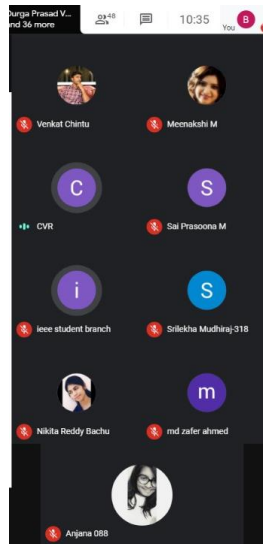 Durga Prasad V...
and 36 more
48
10:35
You
B
Venkat Chintu
Meenakshi M
C
S
CVR
Sai Prasoona M
i
S
ieee student branch
Srilekha Mudhiraj-318
m
Nikita Reddy Bachu
md zafer ahmed
Anjana 088